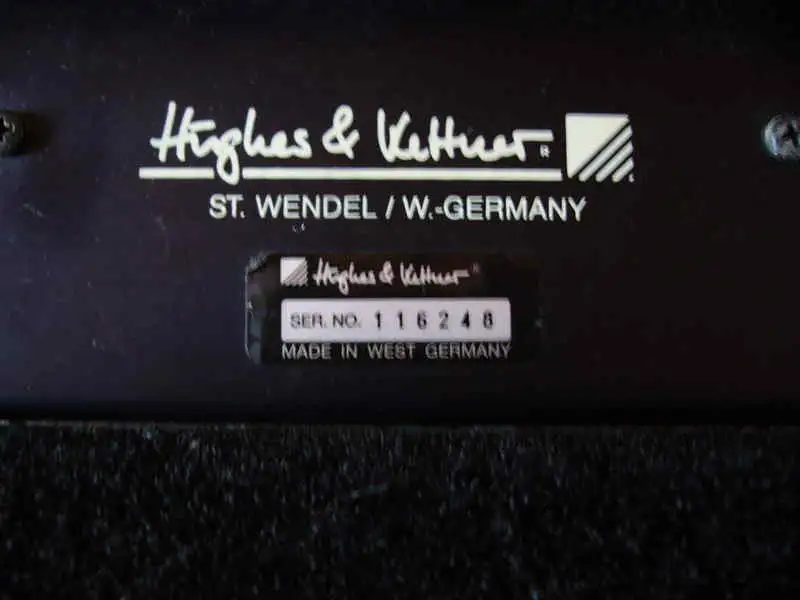 Hughes & Kettner ®
ST. WENDEL / W.-GERMANY
Hughes & Kettner ®
SER. NO. 116248
MADE IN WEST GERMANY